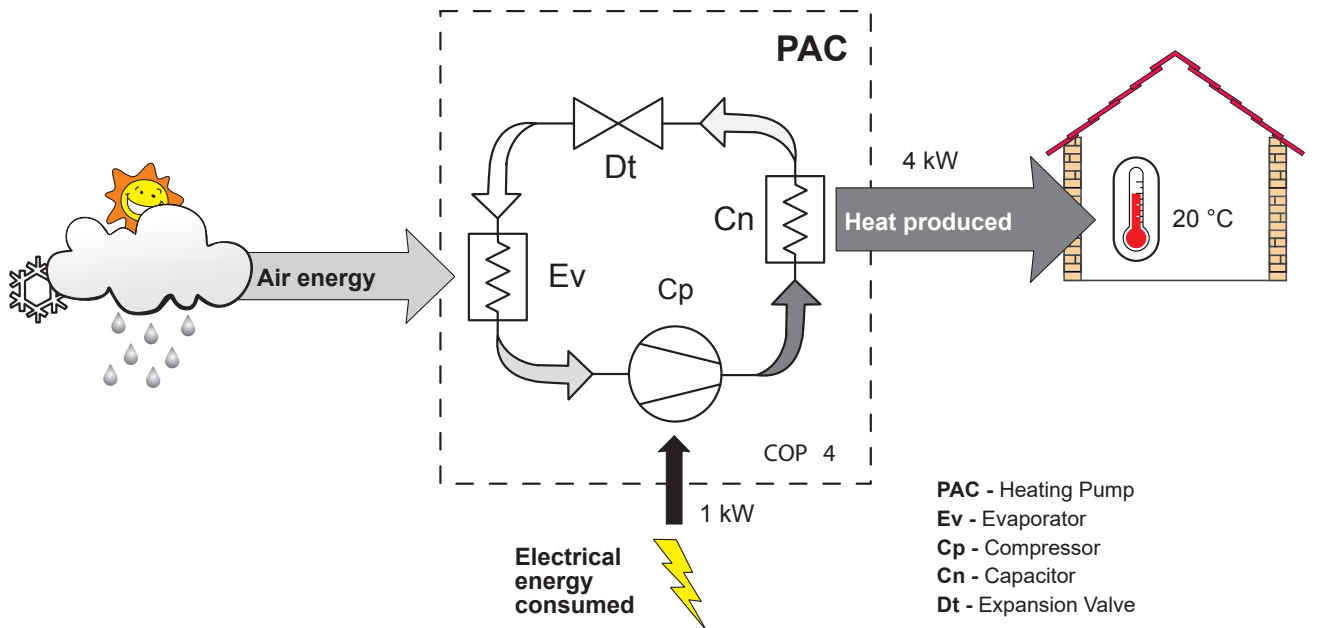 PAC
Dt
4 kW
Cn
Heat produced
20 °C
Air energy
Ev
Cp
COP 4
1 kW
Electrical
energy
consumed
PAC - Heating Pump
Ev - Evaporator
Cp - Compressor
Cn - Capacitor
Dt - Expansion Valve